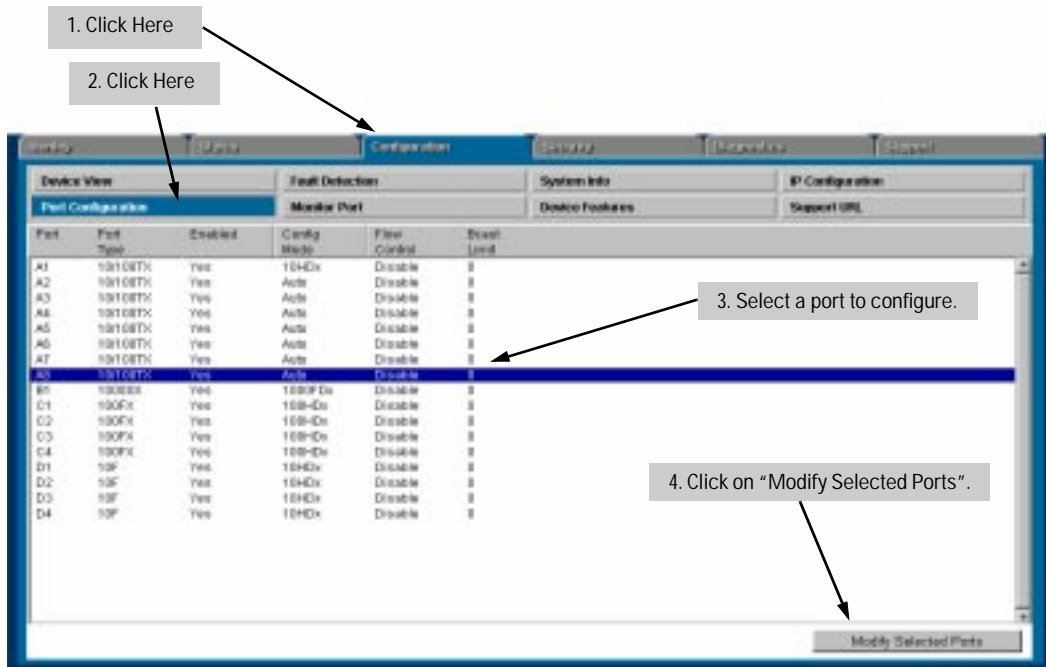 1. Click Here
2. Click Here
Identity Status Configuration Security Diagnostics Support
Device View Fault Detection System Info IP Configuration
Port Configuration Monitor Port Device Features Support URL
Port Port Type Enabled Config Mode Flow Control Bcast Limit
A1 10/100TX Yes 10HDx Disable 0
A2 10/100TX Yes Auto Disable 0
A3 10/100TX Yes Auto Disable 0
3. Select a port to configure.
A4 10/100TX Yes Auto Disable 0
A5 10/100TX Yes Auto Disable 0
A6 10/100TX Yes Auto Disable 0
A7 10/100TX Yes Auto Disable 0
A8 10/100TX Yes Auto Disable 0
B1 Yes 1000FDx Disable 0
C1 100FX Yes 100HDx Disable 0
C2 100FX Yes 100HDx Disable 0
C3 100FX Yes 100HDx Disable 0
C4 100FX Yes 100HDx Disable 0
D1 10F Yes 10HDx Disable 0
D2 10F Yes 10HDx Disable 0
D3 10F Yes 10HDx Disable 0
D4 10F Yes 10HDx Disable 0
4. Click on “Modify Selected Ports”.
Modify Selected Ports